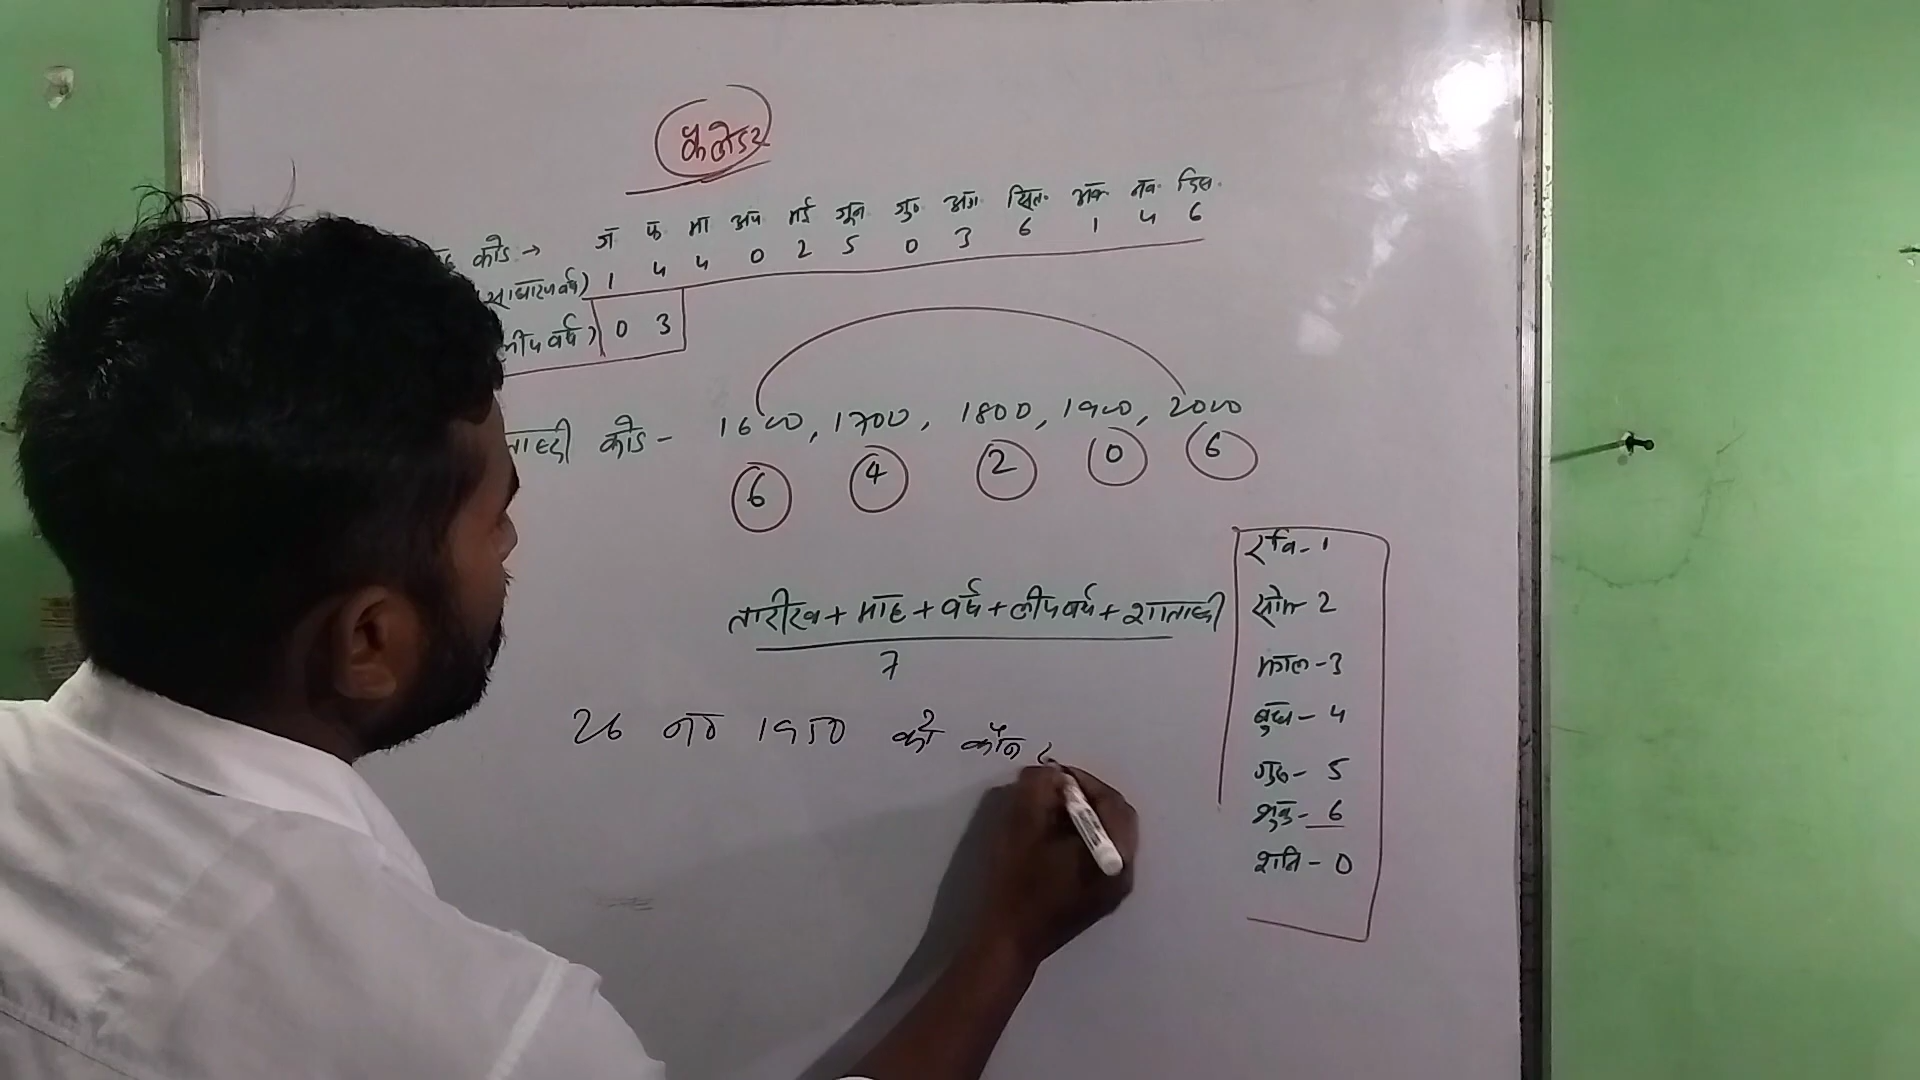 कैलेंडर
कोड → ज फ मा अप मई जून जु० अग सित. अक नव. दिस.
1 4 4 0 2 5 0 3 6 1 4 6
0 3
कोड - 1600, 1700, 1800, 1900, 2000
6 4 2 0 6
तारीख + माह + वर्ष + लीपवर्ष + शताब्दी
7
26 नव 1950 को कौन
रवि - 1
सोम 2
मंगल - 3
बुध - 4
गुरु - 5
शुक्र - 6
शनि - 0